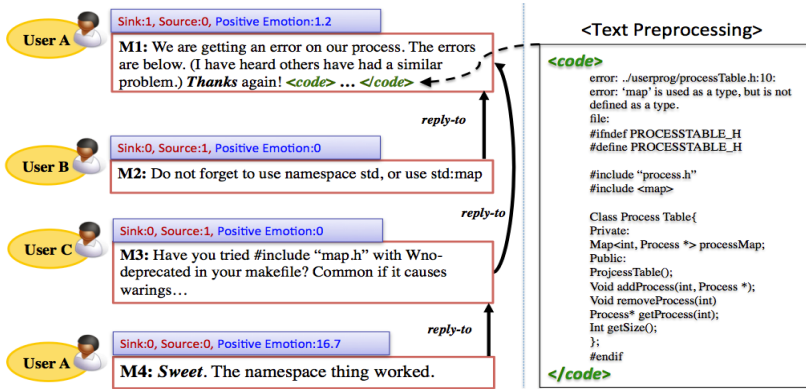 Sink:1, Source:0, Positive Emotion:1.2
User A
M1: We are getting an error on our process. The errors
are below. (I have heard others have had a similar
problem.) Thanks again! <code> ... </code>
reply-to
Sink:0, Source:1, Positive Emotion:0
User B
M2: Do not forget to use namespace std, or use std:map
reply-to
Sink:0, Source:1, Positive Emotion:0
User C
M3: Have you tried #include “map.h” with Wno-
deprecated in your makefile? Common if it causes
warings…
reply-to
Sink:0, Source:0, Positive Emotion:16.7
User A
M4: Sweet. The namespace thing worked.
<Text Preprocessing>
<code>
error: ../userprog/processTable.h:10:
error: ‘map’ is used as a type, but is not
defined as a type.
file:
#ifndef PROCESSTABLE_H
#define PROCESSTABLE_H
#include “process.h”
#include <map>
Class Process Table{
Private:
Map<int, Process *> processMap;
Public:
ProjcessTable();
Void addProcess(int, Process *);
Void removeProcess(int)
Process* getProcess(int);
Int getSize();
};
#endif
</code>